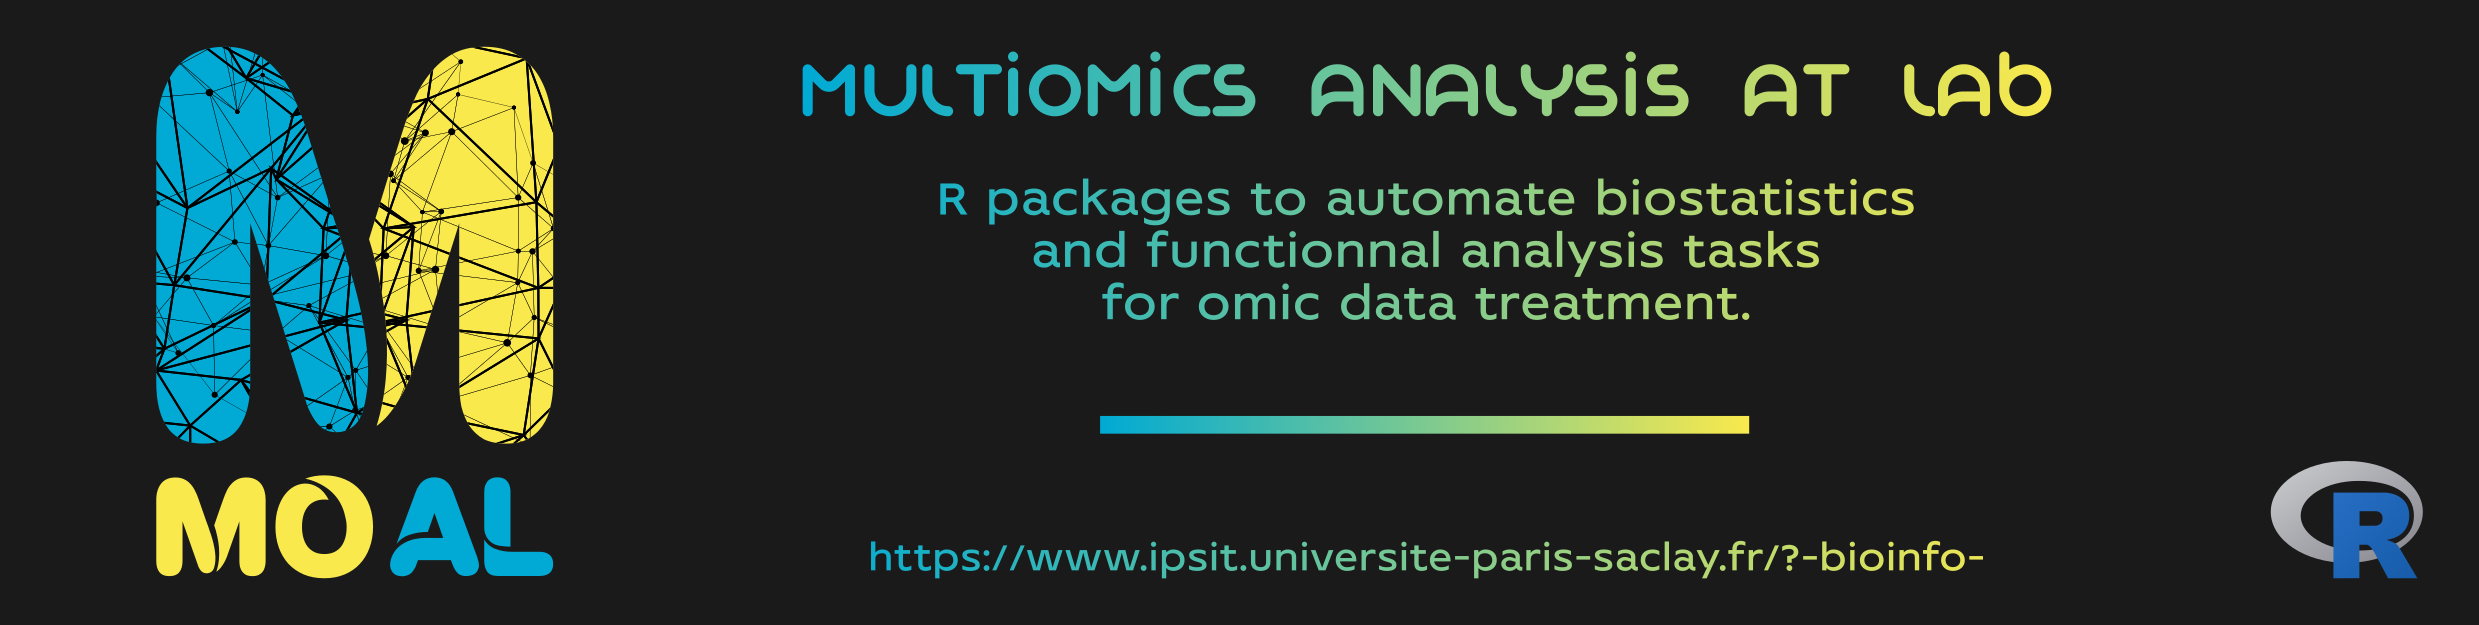 MULTIOMICS ANALYSIS AT LAB
R packages to automate biostatistics
and functionnal analysis tasks
for omic data treatment.
MOAL
https://www.ipsit.universite-paris-saclay.fr/?-bioinfo-
R